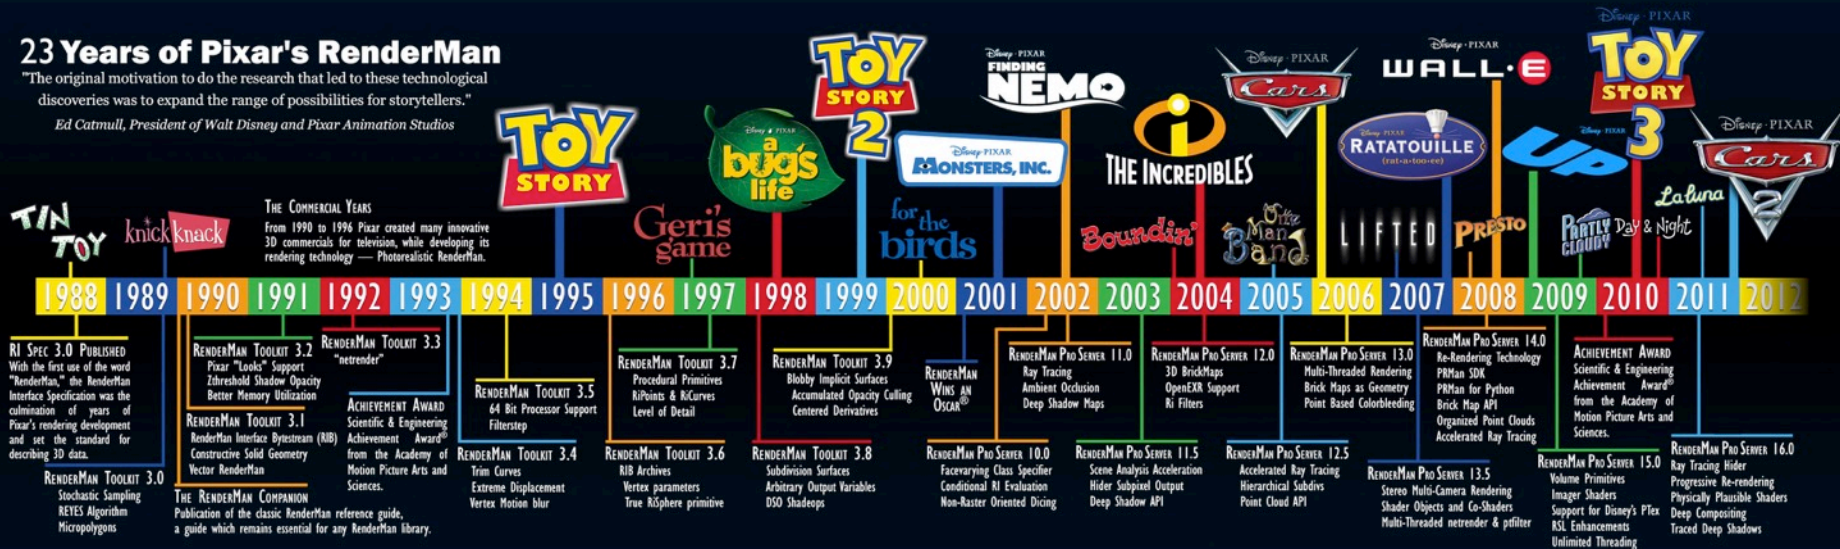 23 Years of Pixar's RenderMan
"The original motivation to do the research that led to these technological
discoveries was to expand the range of possibilities for storytellers."
Ed Catmull, President of Walt Disney and Pixar Animation Studios
TIN
TOY
knick knack
THE COMMERCIAL YEARS
From 1990 to 1996 Pixar created many innovative
3D commercials for television, while developing its
rendering technology — Photorealistic RenderMan.
TOY
STORY
Geri's
game
DISNEY PIXAR
a
bug's
life
TOY
STORY
2
DISNEY·PIXAR
MONSTERS, INC.
for
the
birds
DISNEY·PIXAR
FINDING
NEMO
THE INCREDIBLES
Boundin'
DISNEY·PIXAR
Cars
One
Man
Band
DISNEY·PIXAR
WALL·E
DISNEY·PIXAR
RATATOUILLE
(rat·a·too·ee)
LIFTED
PRESTO
DISNEY·PIXAR
UP
PARTLY
CLOUDY
DISNEY·PIXAR
TOY
STORY
3
Day & Night
La luna
DISNEY·PIXAR
Cars
2
1988 1989 1990 1991 1992 1993 1994 1995 1996 1997 1998 1999 2000 2001 2002 2003 2004 2005 2006 2007 2008 2009 2010 2011 2012
RI SPEC 3.0 PUBLISHED
With the first use of the word
"RenderMan," the RenderMan
Interface Specification was the
culmination of years of
Pixar's rendering development
and set the standard for
describing 3D data.
RENDERMAN TOOLKIT 3.0
Stochastic Sampling
REYES Algorithm
Micropolygons
THE RENDERMAN COMPANION
Publication of the classic RenderMan reference guide,
a guide which remains essential for any RenderMan library.
RENDERMAN TOOLKIT 3.1
RenderMan Interface Bytestream (RIB)
Constructive Solid Geometry
Vector RenderMan
RENDERMAN TOOLKIT 3.2
Pixar "Looks" Support
Zthreshold Shadow Opacity
Better Memory Utilization
RENDERMAN TOOLKIT 3.3
"netrender"
ACHIEVEMENT AWARD
Scientific & Engineering
Achievement Award®
from the Academy of
Motion Picture Arts and
Sciences.
RENDERMAN TOOLKIT 3.4
Trim Curves
Extreme Displacement
Vertex Motion blur
RENDERMAN TOOLKIT 3.5
64 Bit Processor Support
Filterstep
RENDERMAN TOOLKIT 3.6
RIB Archives
Vertex parameters
True RiSphere primitive
RENDERMAN TOOLKIT 3.7
Procedural Primitives
RiPoints & RiCurves
Level of Detail
RENDERMAN TOOLKIT 3.8
Subdivision Surfaces
Arbitrary Output Variables
DSO Shadeops
RENDERMAN TOOLKIT 3.9
Blobby Implicit Surfaces
Accumulated Opacity Culling
Centered Derivatives
RENDERMAN
WINS AN
OSCAR®
RENDERMAN PRO SERVER 10.0
Facevarying Class Specifier
Conditional RI Evaluation
Non-Raster Oriented Dicing
RENDERMAN PRO SERVER 11.0
Ray Tracing
Ambient Occlusion
Deep Shadow Maps
RENDERMAN PRO SERVER 11.5
Scene Analysis Acceleration
Hider Subpixel Output
Deep Shadow API
RENDERMAN PRO SERVER 12.0
3D BrickMaps
OpenEXR Support
Ri Filters
RENDERMAN PRO SERVER 12.5
Accelerated Ray Tracing
Hierarchical Subdivs
Point Cloud API
RENDERMAN PRO SERVER 13.0
Multi-Threaded Rendering
Brick Maps as Geometry
Point Based Colorbleeding
RENDERMAN PRO SERVER 13.5
Stereo Multi-Camera Rendering
Shader Objects and Co-Shaders
Multi-Threaded netrender & ptfilter
RENDERMAN PRO SERVER 14.0
Re-Rendering Technology
PRMan SDK
PRMan for Python
Brick Map API
Organized Point Clouds
Accelerated Ray Tracing
RENDERMAN PRO SERVER 15.0
Volume Primitives
Imager Shaders
Support for Disney's PTex
RSL Enhancements
Unlimited Threading
ACHIEVEMENT AWARD
Scientific & Engineering
Achievement Award®
from the Academy of
Motion Picture Arts and
Sciences.
RENDERMAN PRO SERVER 16.0
Ray Tracing Hider
Progressive Re-rendering
Physically Plausible Shaders
Deep Compositing
Traced Deep Shadows